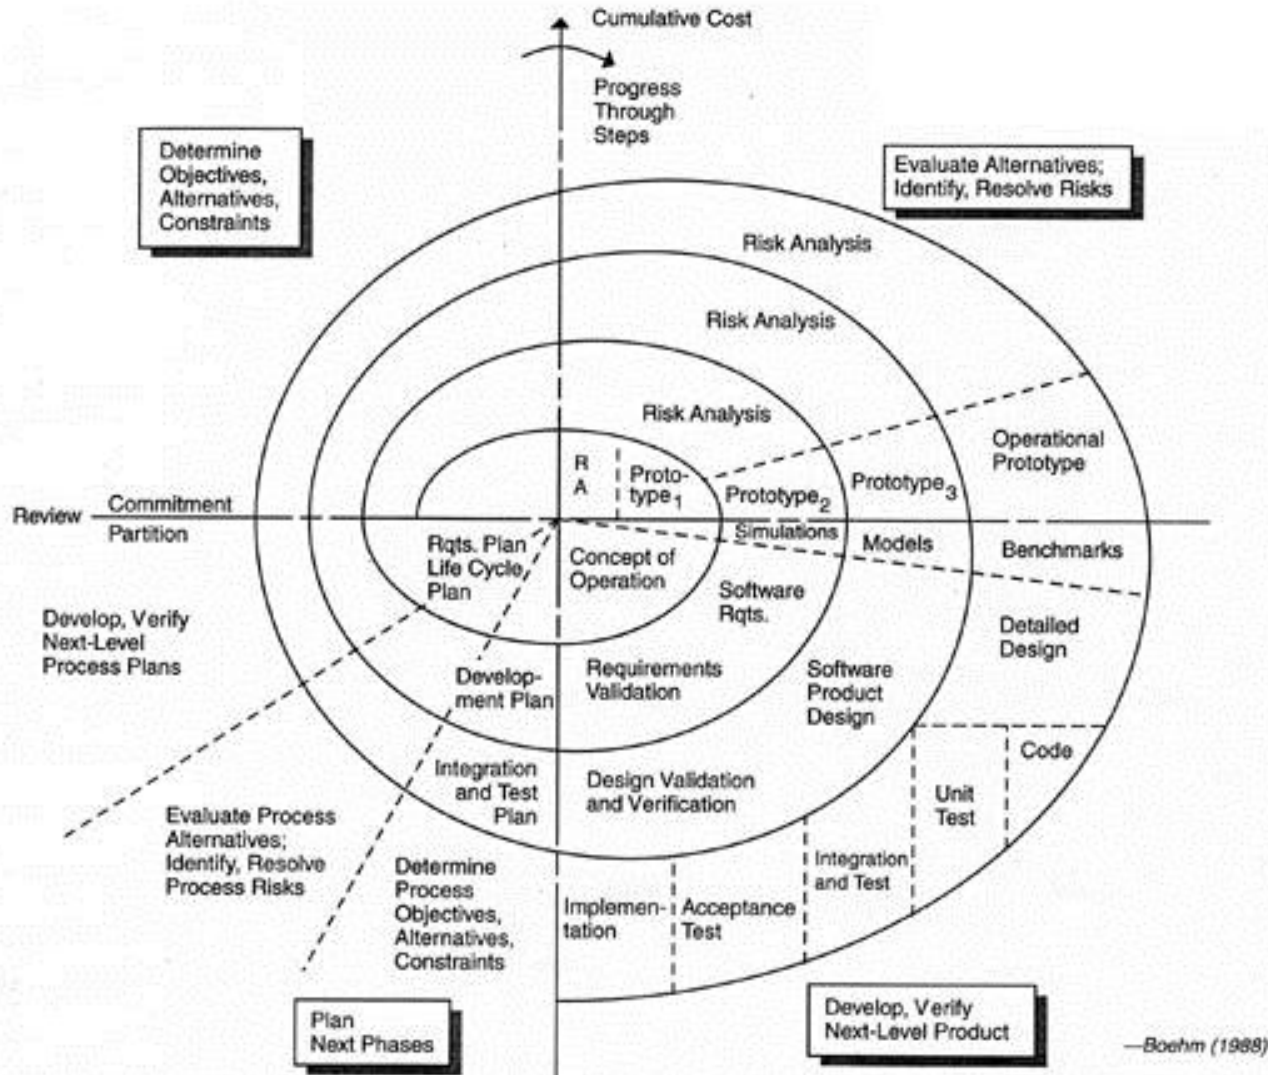 Cumulative Cost
Progress
Through
Steps
Determine
Objectives,
Alternatives,
Constraints
Evaluate Alternatives;
Identify, Resolve Risks
Risk Analysis
Risk Analysis
Risk Analysis
Operational
Prototype
R
A
Proto-
type1
Prototype2
Prototype3
Review
Commitment
Partition
Simulations
Models
Benchmarks
Rqts. Plan
Life Cycle
Plan
Concept of
Operation
Software
Rqts.
Detailed
Design
Develop, Verify
Next-Level
Process Plans
Develop-
ment Plan
Requirements
Validation
Software
Product
Design
Code
Unit
Test
Integration
and Test
Plan
Design Validation
and Verification
Evaluate Process
Alternatives;
Identify, Resolve
Process Risks
Determine
Process
Objectives,
Alternatives,
Constraints
Integration
and Test
Implemen-
tation
Acceptance
Test
Plan
Next Phases
Develop, Verify
Next-Level Product
—Boehm (1988)